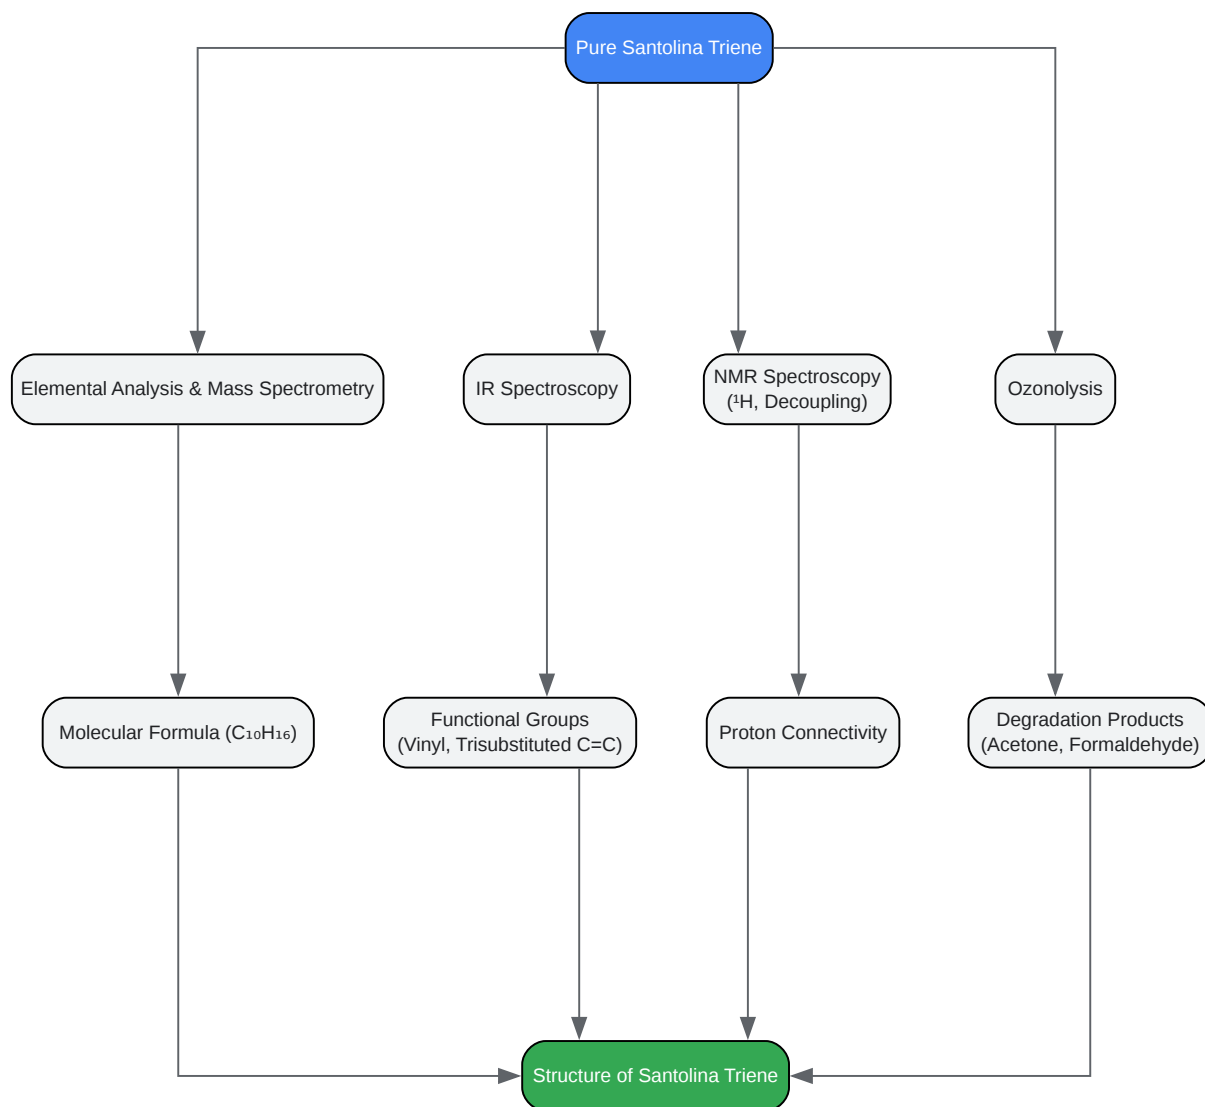 Pure Santolina Triene
Elemental Analysis & Mass Spectrometry
IR Spectroscopy
NMR Spectroscopy
(¹H, Decoupling)
Ozonolysis
Molecular Formula (C₁₀H₁₆)
Functional Groups
(Vinyl, Trisubstituted C=C)
Proton Connectivity
Degradation Products
(Acetone, Formaldehyde)
Structure of Santolina Triene